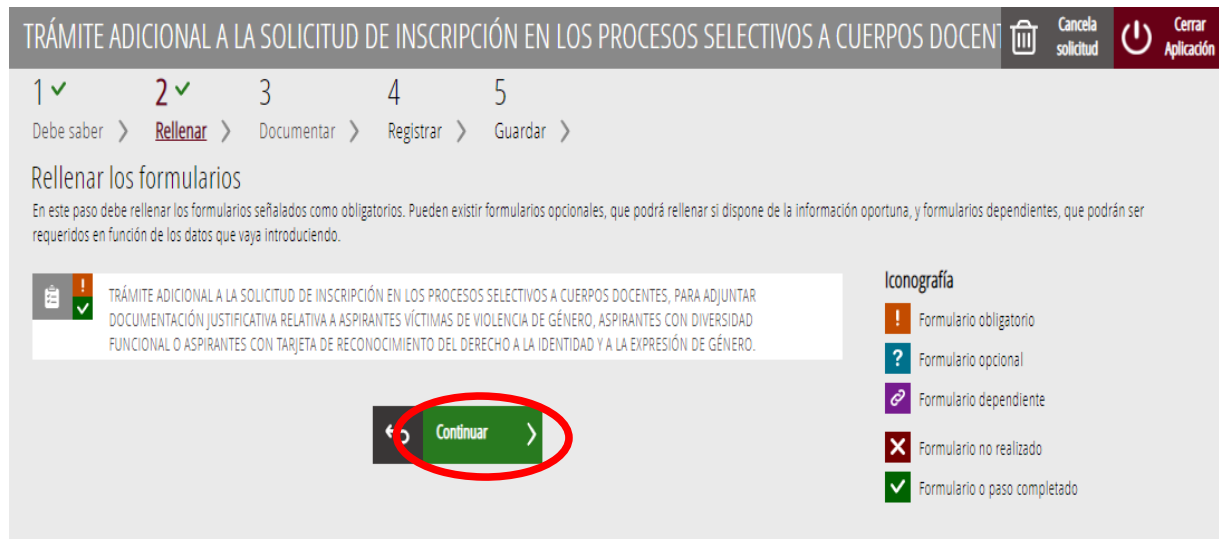 TRÁMITE ADICIONAL A LA SOLICITUD DE INSCRIPCIÓN EN LOS PROCESOS SELECTIVOS A CUERPOS DOCENT
Cancela
solicitud
Cerrar
Aplicación
1 2 3 4 5
Debe saber Rellenar Documentar Registrar Guardar
Rellenar los formularios
En este paso debe rellenar los formularios señalados como obligatorios. Pueden existir formularios opcionales, que podrá rellenar si dispone de la información oportuna, y formularios dependientes, que podrán ser
requeridos en función de los datos que vaya introduciendo.
TRÁMITE ADICIONAL A LA SOLICITUD DE INSCRIPCIÓN EN LOS PROCESOS SELECTIVOS A CUERPOS DOCENTES, PARA ADJUNTAR
DOCUMENTACIÓN JUSTIFICATIVA RELATIVA A ASPIRANTES VÍCTIMAS DE VIOLENCIA DE GÉNERO, ASPIRANTES CON DIVERSIDAD
FUNCIONAL O ASPIRANTES CON TARJETA DE RECONOCIMIENTO DEL DERECHO A LA IDENTIDAD Y A LA EXPRESIÓN DE GÉNERO.
Continuar
Iconografía
! Formulario obligatorio
? Formulario opcional
Formulario dependiente
Formulario no realizado
Formulario o paso completado